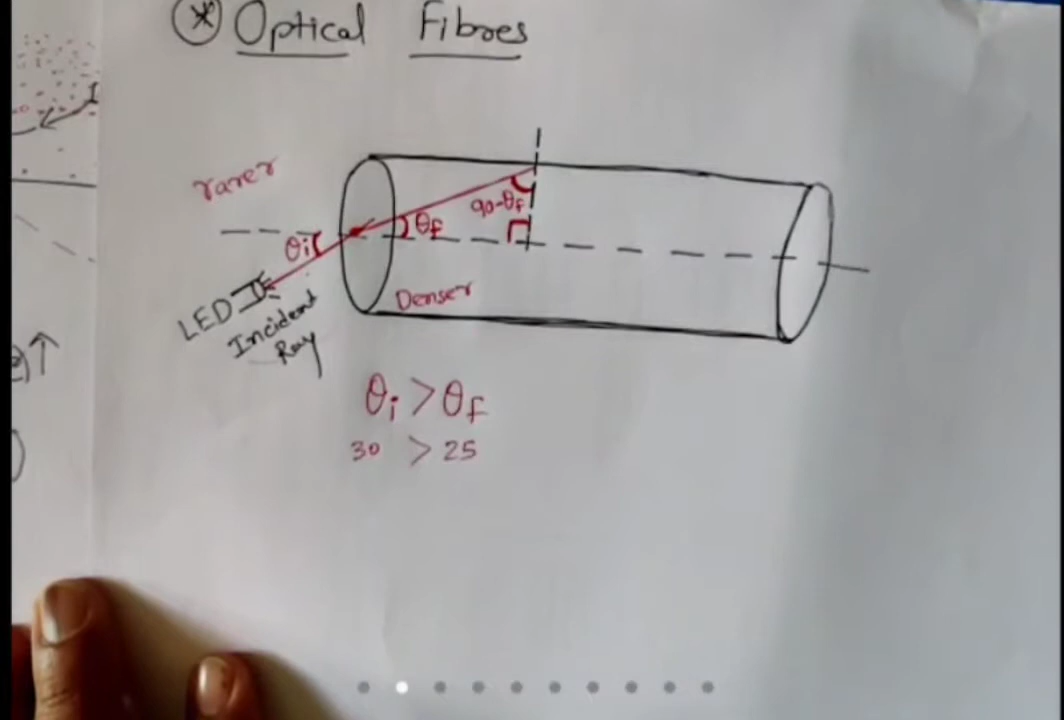 * Optical Fibres
rarer
θi
θf
90-θf
LED
Incident
Ray
Denser
θi > θf
30 > 25